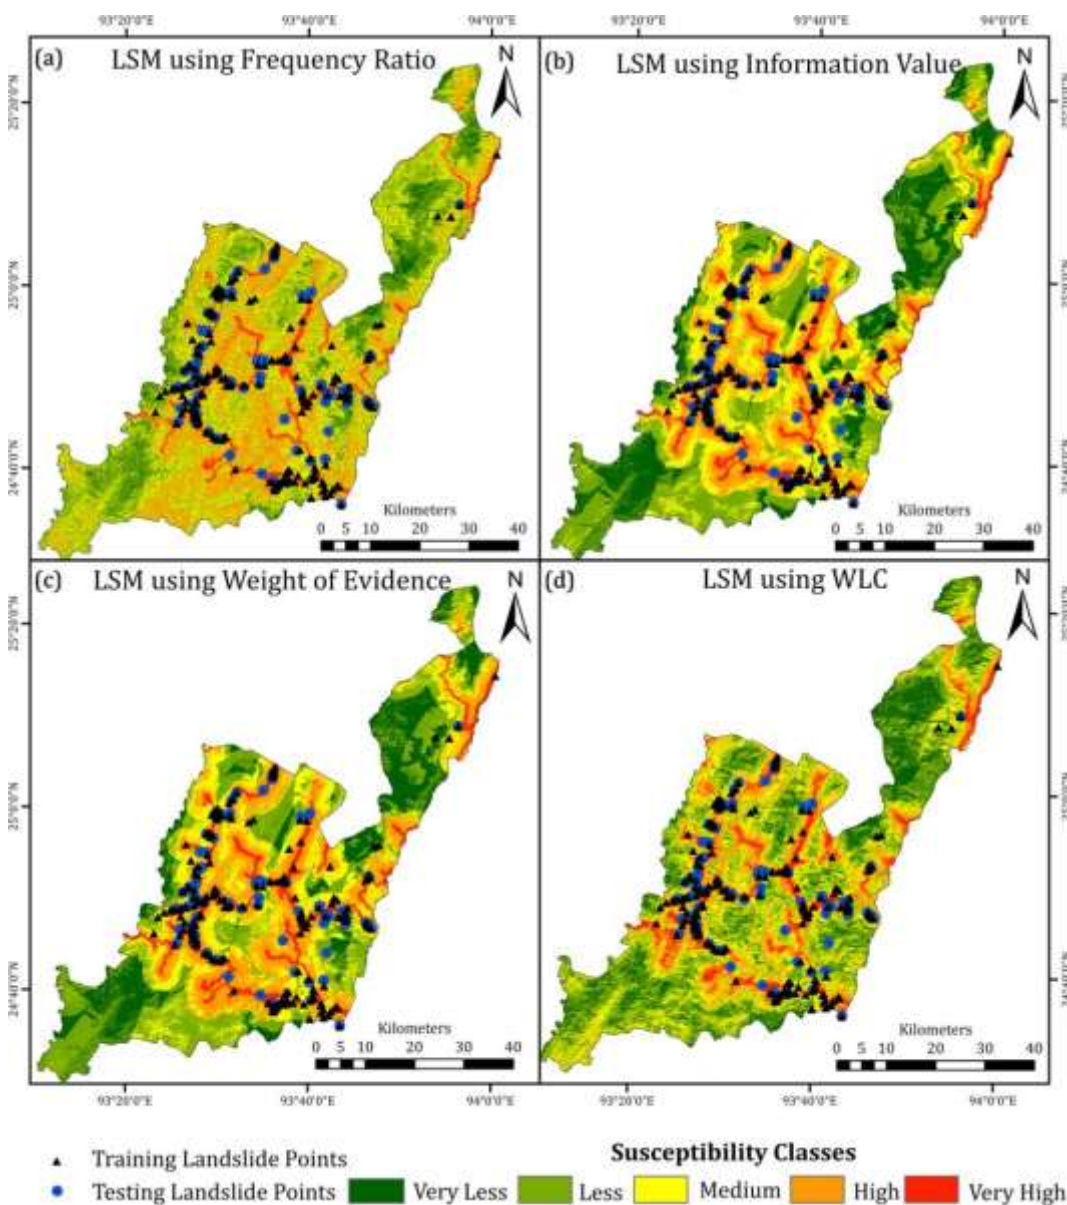 93°20'0"E 93°40'0"E 94°0'0"E
(a) LSM using Frequency Ratio N
(b) LSM using Information Value N
25°20'0"N
25°0'0"N
24°40'0"N
Kilometers
0 5 10 20 30 40
Kilometers
0 5 10 20 30 40
(c) LSM using Weight of Evidence N
(d) LSM using WLC N
25°20'0"N
25°0'0"N
24°40'0"N
Kilometers
0 5 10 20 30 40
Kilometers
0 5 10 20 30 40
93°20'0"E 93°40'0"E 94°0'0"E 93°20'0"E 93°40'0"E 94°0'0"E
Training Landslide Points
Testing Landslide Points
Susceptibility Classes
Very Less Less Medium High Very High